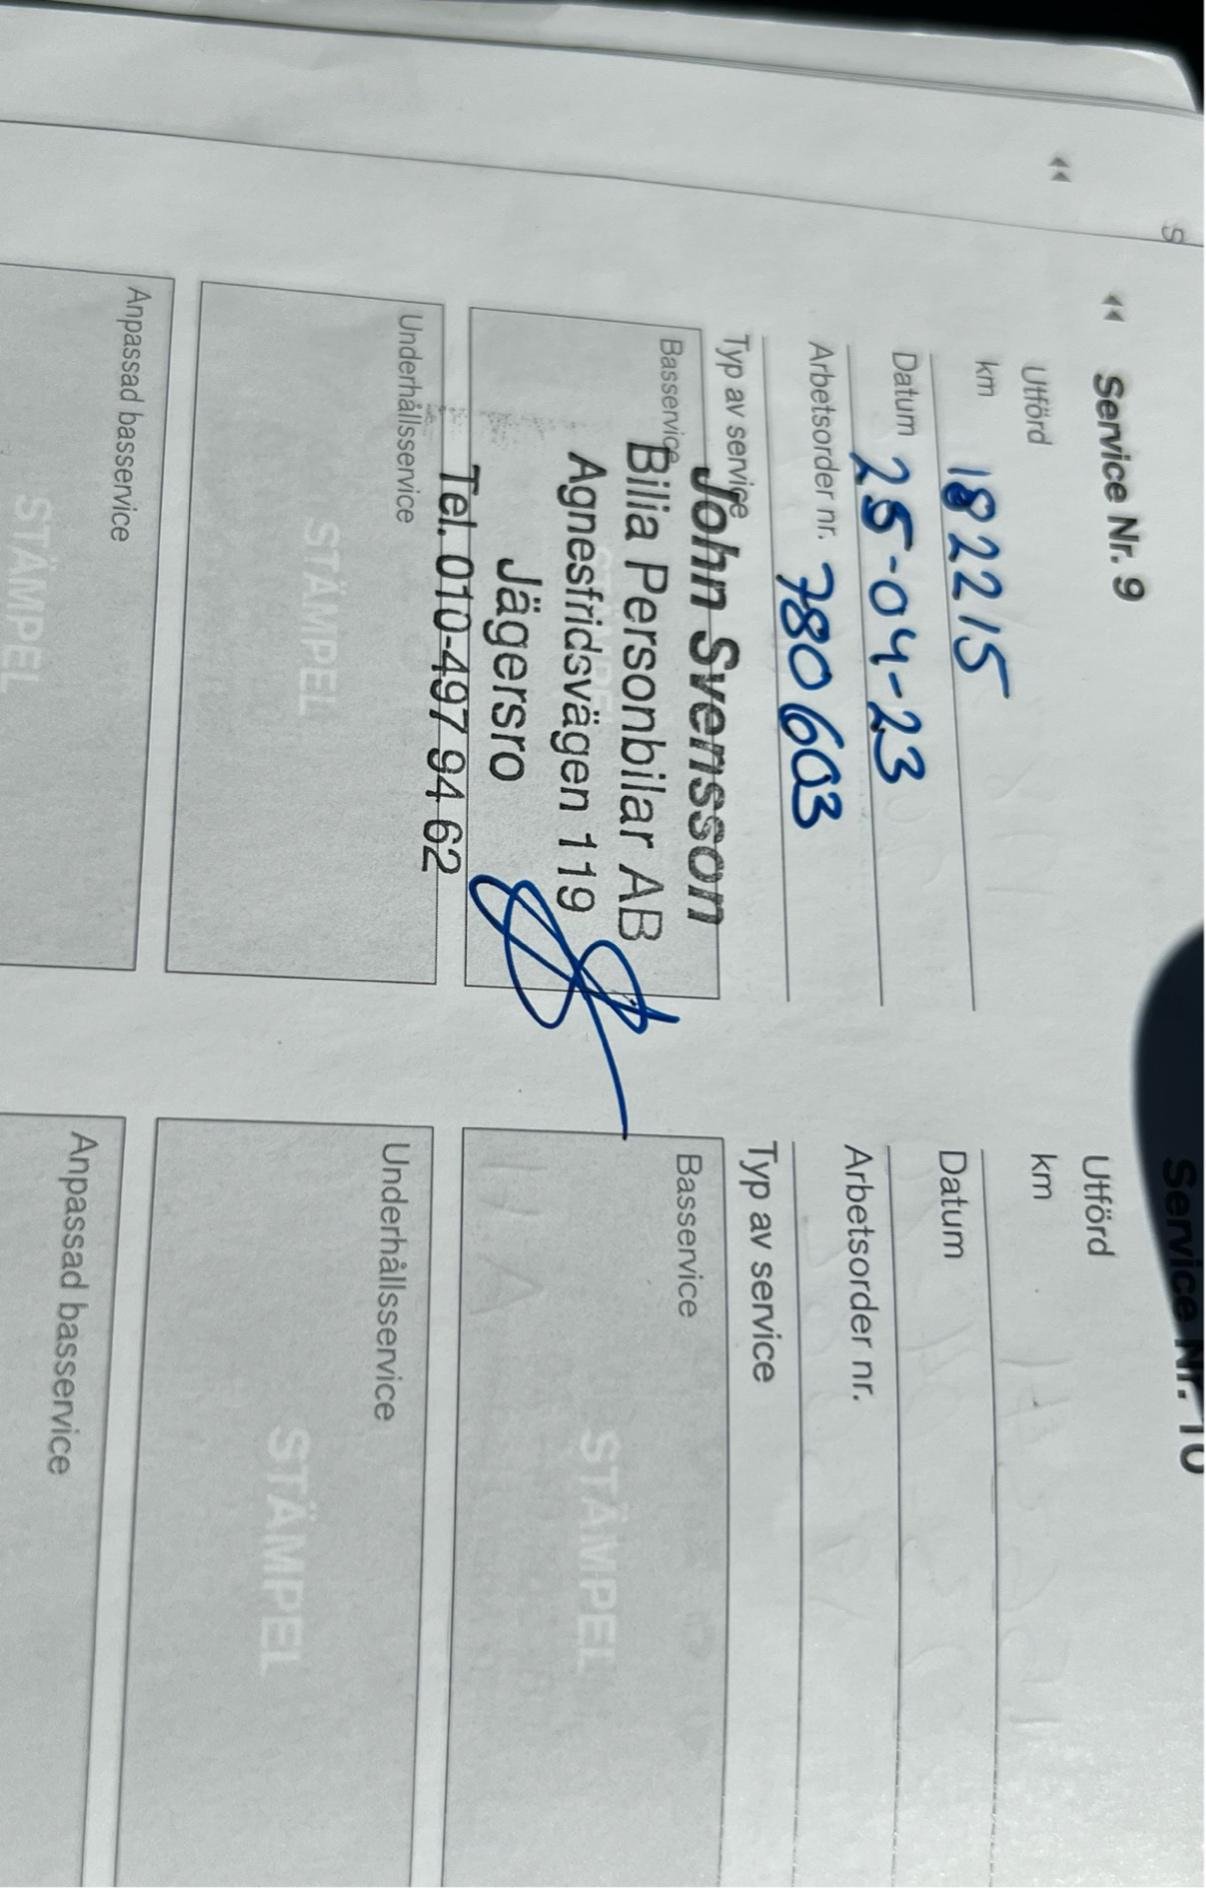 Service Nr. 9
Utförd
km 182215
Datum 25-04-23
Arbetsorder nr. 780603
Typ av service
John Svensson
Basservice
Bilia Personbilar AB
Agnesfridsvägen 119
Jägersro
Tel. 010-497 94 62
Underhållsservice
STÄMPEL
Anpassad basservice
STÄMPEL
Service Nr. 10
Utförd
km
Datum
Arbetsorder nr.
Typ av service
Basservice
STÄMPEL
Underhållsservice
STÄMPEL
Anpassad basservice